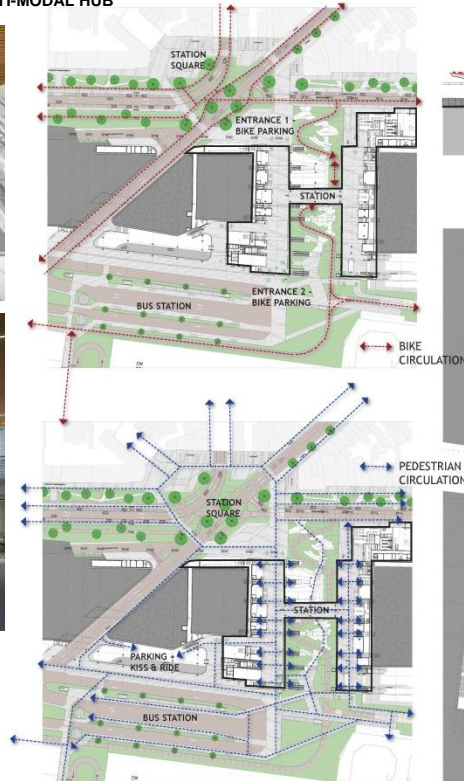 TI-MODAL HUB
STATION
SQUARE
ENTRANCE 1
BIKE PARKING
STATION
ENTRANCE 2 -
BIKE PARKING
BUS STATION
BIKE
CIRCULATION
PEDESTRIAN
CIRCULATION
STATION
SQUARE
STATION
PARKING +
KISS & RIDE
BUS STATION